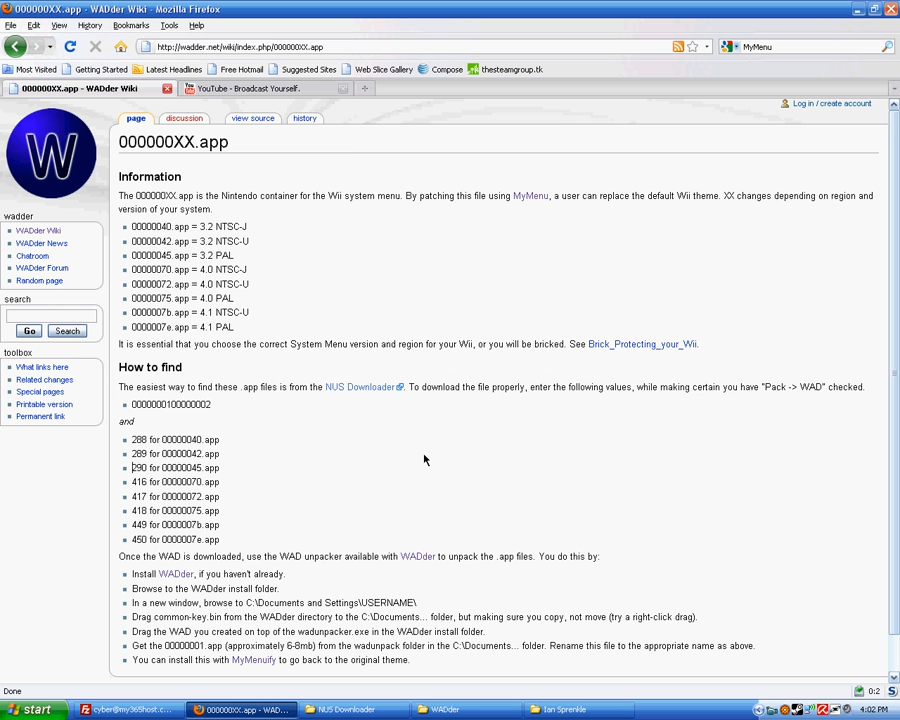 000000XX.app - WADder Wiki - Mozilla Firefox
File Edit View History Bookmarks Tools Help
http://wadder.net/wiki/index.php/000000XX.app
MyMenu
Most Visited Getting Started Latest Headlines Free Hotmail Suggested Sites Web Slice Gallery Compose thesteamgroup.tk
000000XX.app - WADder Wiki
YouTube - Broadcast Yourself.
Log in / create account
page discussion view source history
W
000000XX.app
Information
The 000000XX.app is the Nintendo container for the Wii system menu. By patching this file using MyMenu, a user can replace the default Wii theme. XX changes depending on region and
version of your system.
00000040.app = 3.2 NTSC-J
00000042.app = 3.2 NTSC-U
00000045.app = 3.2 PAL
00000070.app = 4.0 NTSC-J
00000072.app = 4.0 NTSC-U
00000075.app = 4.0 PAL
0000007b.app = 4.1 NTSC-U
0000007e.app = 4.1 PAL
It is essential that you choose the correct System Menu version and region for your Wii, or you will be bricked. See Brick_Protecting_your_Wii.
How to find
The easiest way to find these .app files is from the NUS Downloader. To download the file properly, enter the following values, while making certain you have "Pack -> WAD" checked.
0000000100000002
and
288 for 00000040.app
289 for 00000042.app
290 for 00000045.app
416 for 00000070.app
417 for 00000072.app
418 for 00000075.app
449 for 0000007b.app
450 for 0000007e.app
Once the WAD is downloaded, use the WAD unpacker available with WADder to unpack the .app files. You do this by:
Install WADder, if you haven't already.
Browse to the WADder install folder.
In a new window, browse to C:\Documents and Settings\USERNAME\
Drag common-key.bin from the WADder directory to the C:\Documents... folder, but making sure you copy, not move (try a right-click drag).
Drag the WAD you created on top of the wadunpacker.exe in the WADder install folder.
Get the 00000001.app (approximately 6-8mb) from the wadunpack folder in the C:\Documents... folder. Rename this file to the appropriate name as above.
You can install this with MyMenuify to go back to the original theme.
wadder
WADder Wiki
WADder News
Chatroom
WADder Forum
Random page
search
Go Search
toolbox
What links here
Related changes
Special pages
Printable version
Permanent link
Done
0:2
start
cyber@my365host.c...
000000XX.app - WAD...
NUS Downloader
WADder
Ian Sprenkle
4:02 PM